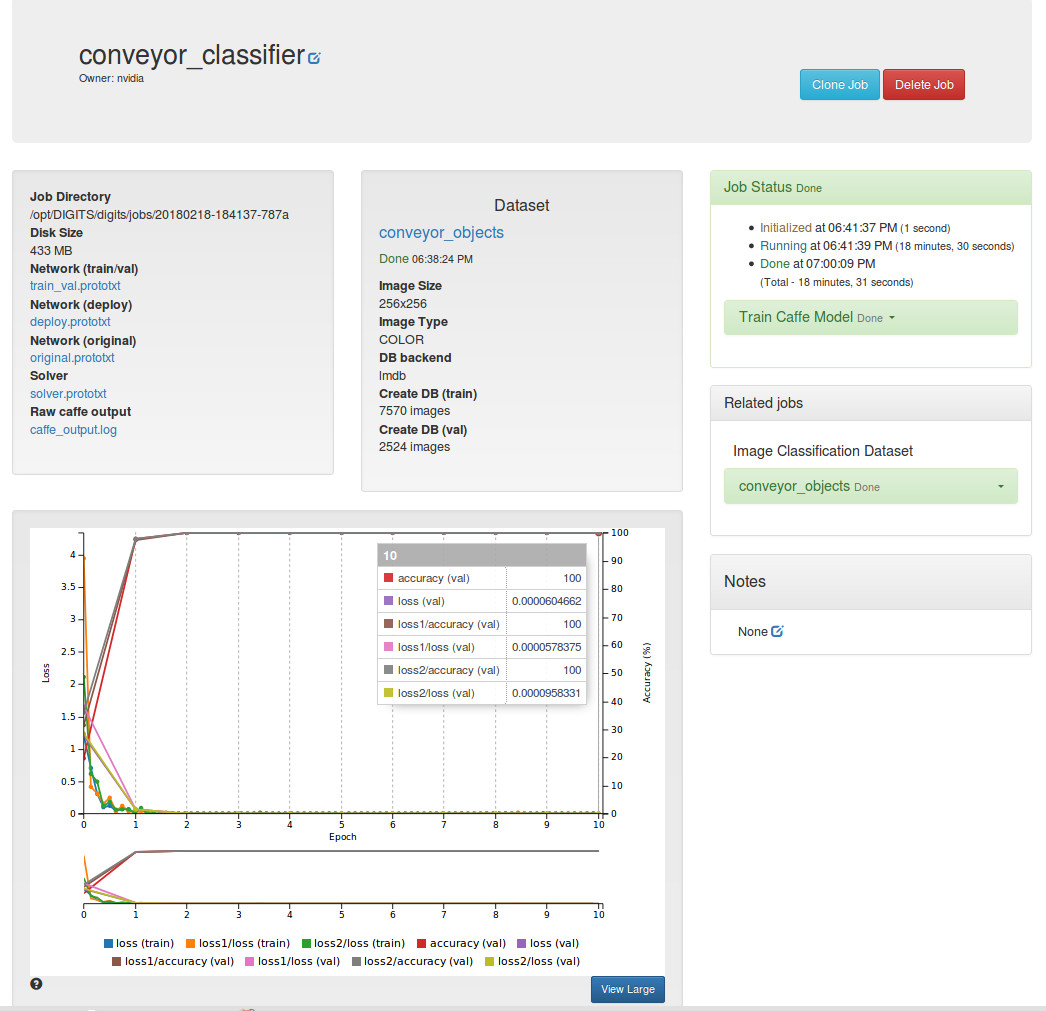 conveyor_classifier
Owner: nvidia
Clone Job
Delete Job
Job Directory
/opt/DIGITS/digits/jobs/20180218-184137-787a
Disk Size
433 MB
Network (train/val)
train_val.prototxt
Network (deploy)
deploy.prototxt
Network (original)
original.prototxt
Solver
solver.prototxt
Raw caffe output
caffe_output.log
Dataset
conveyor_objects
Done 06:38:24 PM
Image Size
256x256
Image Type
COLOR
DB backend
lmdb
Create DB (train)
7570 images
Create DB (val)
2524 images
Job Status Done
Initialized at 06:41:37 PM (1 second)
Running at 06:41:39 PM (18 minutes, 30 seconds)
Done at 07:00:09 PM
(Total - 18 minutes, 31 seconds)
Train Caffe Model Done
Related jobs
Image Classification Dataset
conveyor_objects Done
Notes
None
Loss
4
3.5
3
2.5
2
1.5
1
0.5
0
0 1 2 3 4 5 6 7 8 9 10
Epoch
100
90
80
70
60
50
40
30
20
10
0
Accuracy (%)
10
accuracy (val) 100
loss (val) 0.0000604662
loss1/accuracy (val) 100
loss1/loss (val) 0.0000578375
loss2/accuracy (val) 100
loss2/loss (val) 0.0000958331
0 1 2 3 4 5 6 7 8 9 10
loss (train) loss1/loss (train) loss2/loss (train) accuracy (val) loss (val)
loss1/accuracy (val) loss1/loss (val) loss2/accuracy (val) loss2/loss (val)
?
View Large